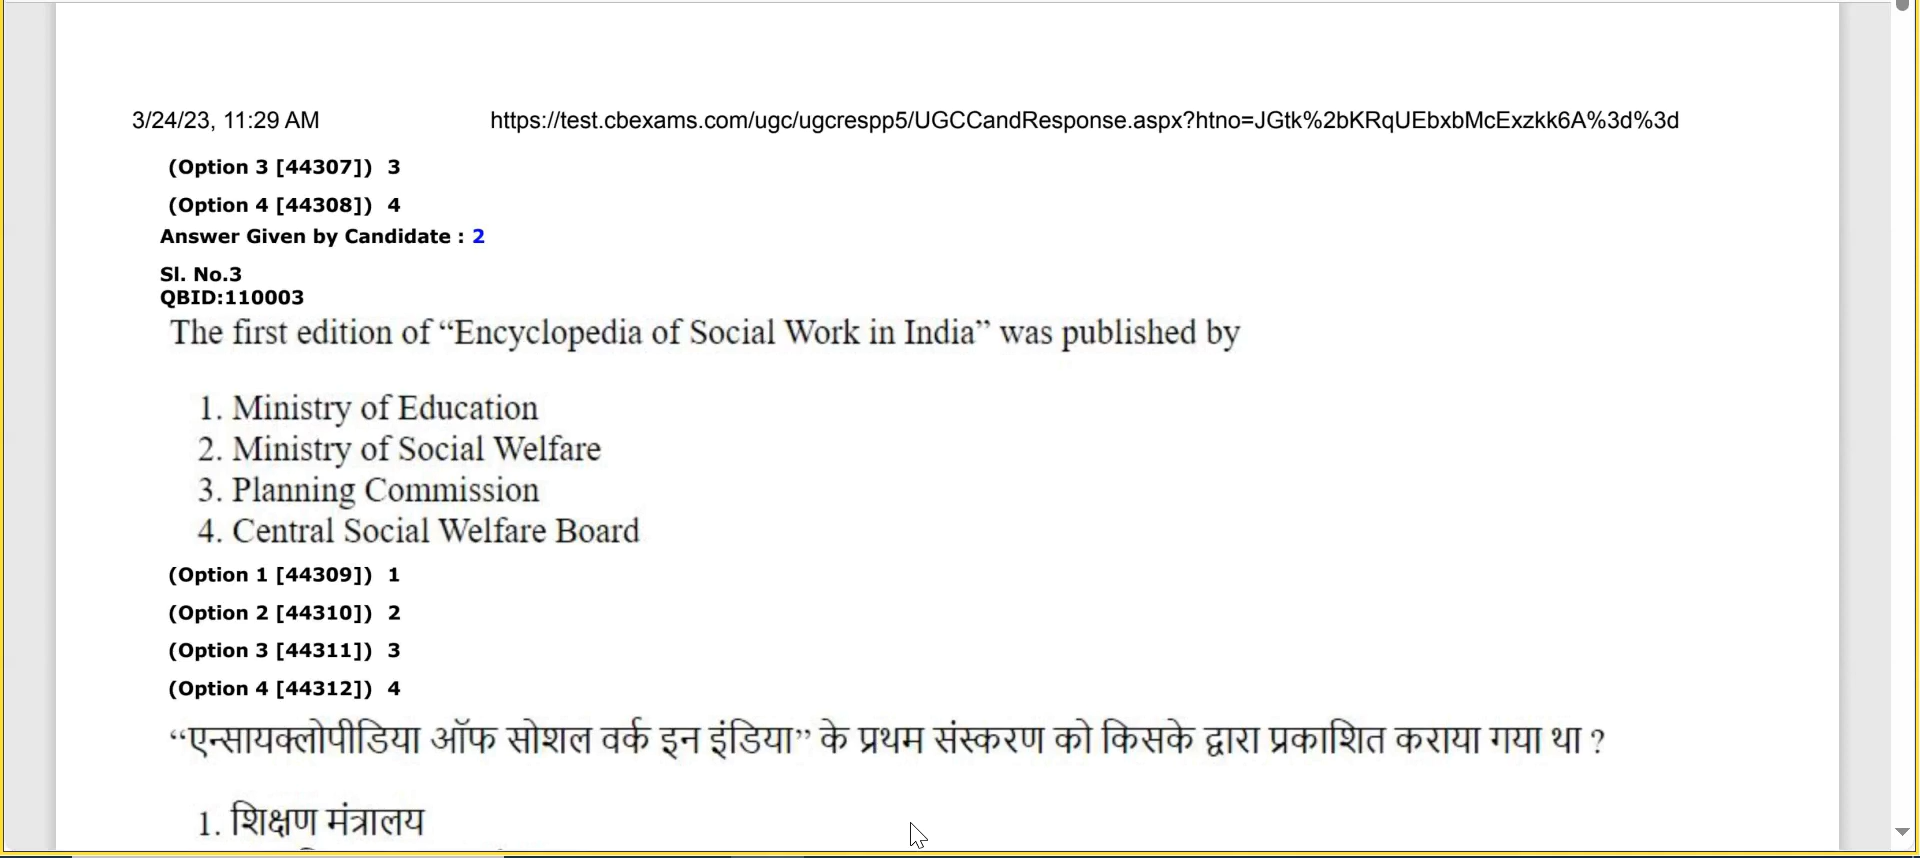 3/24/23, 11:29 AM https://test.cbexams.com/ugc/ugcrespp5/UGCCandResponse.aspx?htno=JGtk%2bKRqUEbxbMcExzkk6A%3d%3d
(Option 3 [44307]) 3
(Option 4 [44308]) 4
Answer Given by Candidate : 2
Sl. No.3
QBID:110003
The first edition of “Encyclopedia of Social Work in India” was published by
1. Ministry of Education
2. Ministry of Social Welfare
3. Planning Commission
4. Central Social Welfare Board
(Option 1 [44309]) 1
(Option 2 [44310]) 2
(Option 3 [44311]) 3
(Option 4 [44312]) 4
“एन्सायक्लोपीडिया ऑफ सोशल वर्क इन इंडिया” के प्रथम संस्करण को किसके द्वारा प्रकाशित कराया गया था ?
1. शिक्षण मंत्रालय